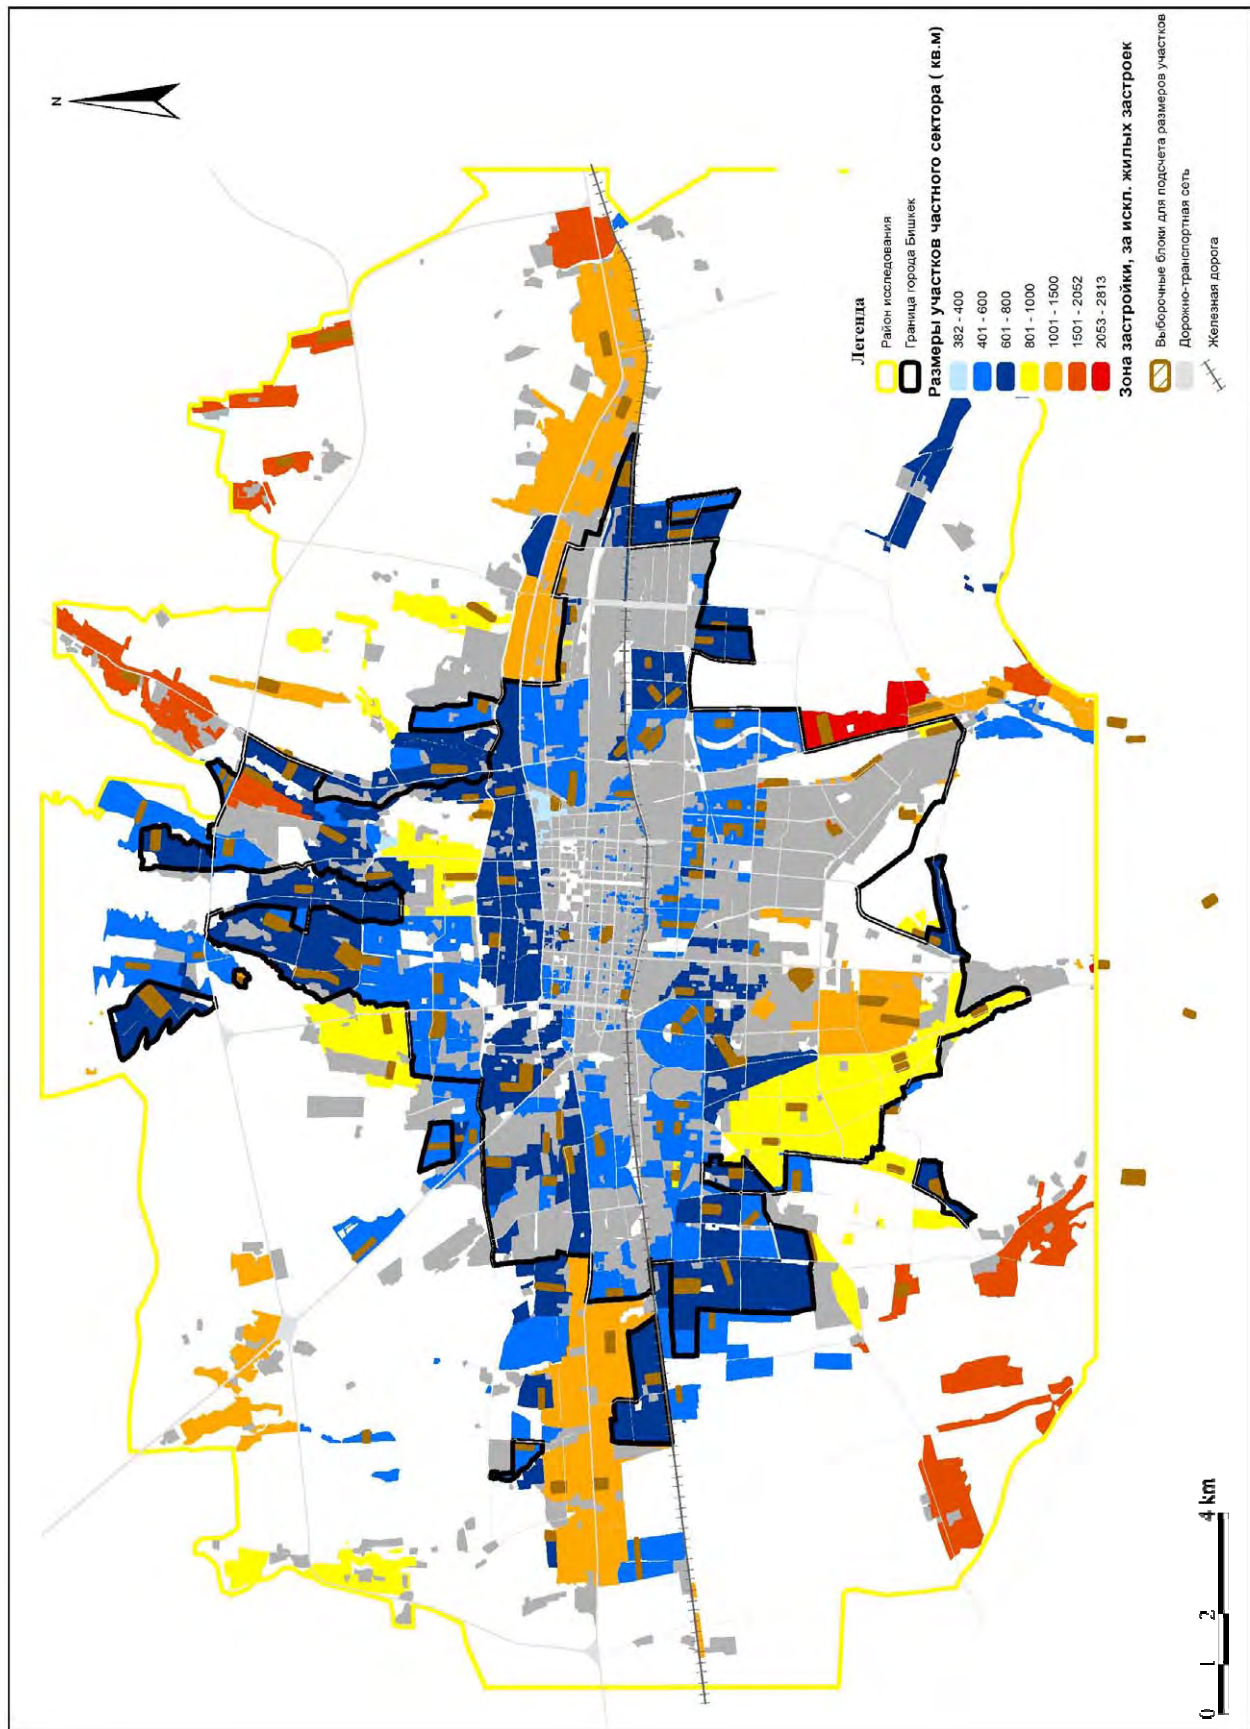 N
Легенда
Район исследования
Граница города Бишкек
Размеры участков частного сектора ( кв.м)
382 - 400
401 - 600
601 - 800
801 - 1000
1001 - 1500
1501 - 2052
2053 - 2813
Зона застройки, за искл. жилых застроек
Выборочные блоки для подсчета размеров участков
Дорожно-транспортная сеть
Железная дорога
0 1 2 4 km